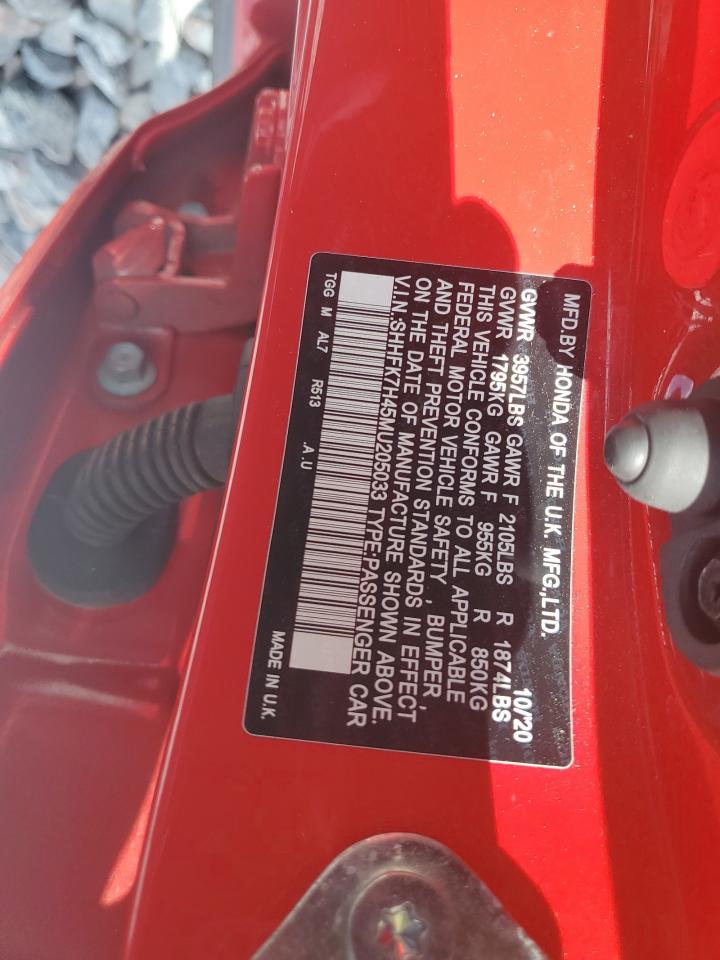 MFD.BY HONDA OF THE U.K. MFG.,LTD.
10/20
GVWR 3957LBS GAWR F 2105LBS R 1874LBS
GVWR 1795KG GAWR F 955KG R 850KG
THIS VEHICLE CONFORMS TO ALL APPLICABLE
FEDERAL MOTOR VEHICLE SAFETY, BUMPER,
AND THEFT PREVENTION STANDARDS IN EFFECT
ON THE DATE OF MANUFACTURE SHOWN ABOVE.
V.I.N.:SHHFK7H45MU205033 TYPE:PASSENGER CAR
.A.U
MADE IN U.K.
TGG M AL7 R513